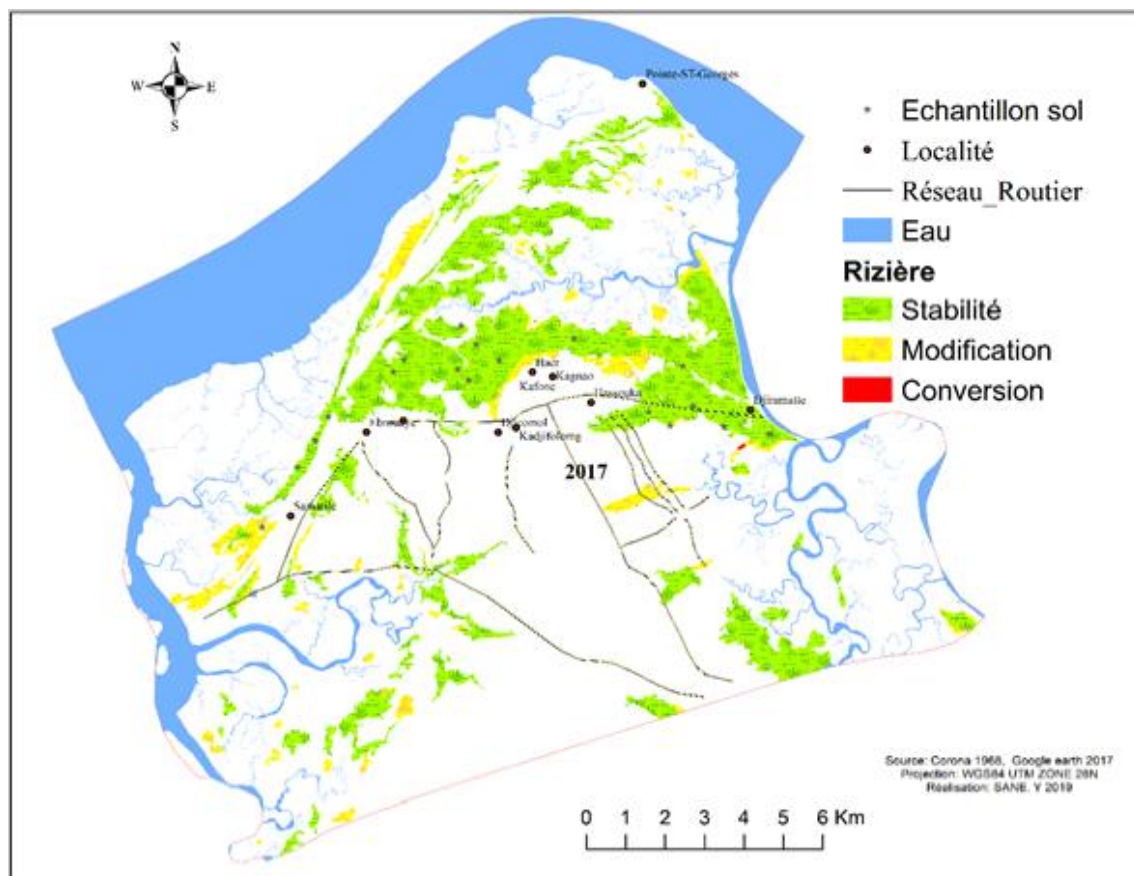 N
W E
S
Pointe-ST-Georges
Echantillon sol
Localité
Réseau_Routier
Eau
Rizière
Stabilité
Modification
Conversion
Haer
Kafone
Kagnao
Djiromaïe
Kadjifolong
2017
Source: Corona 1968, Google earth 2017
Projection: WGS84 UTM ZONE 28N
Réalisation: SANE. Y 2019
0 1 2 3 4 5 6 Km